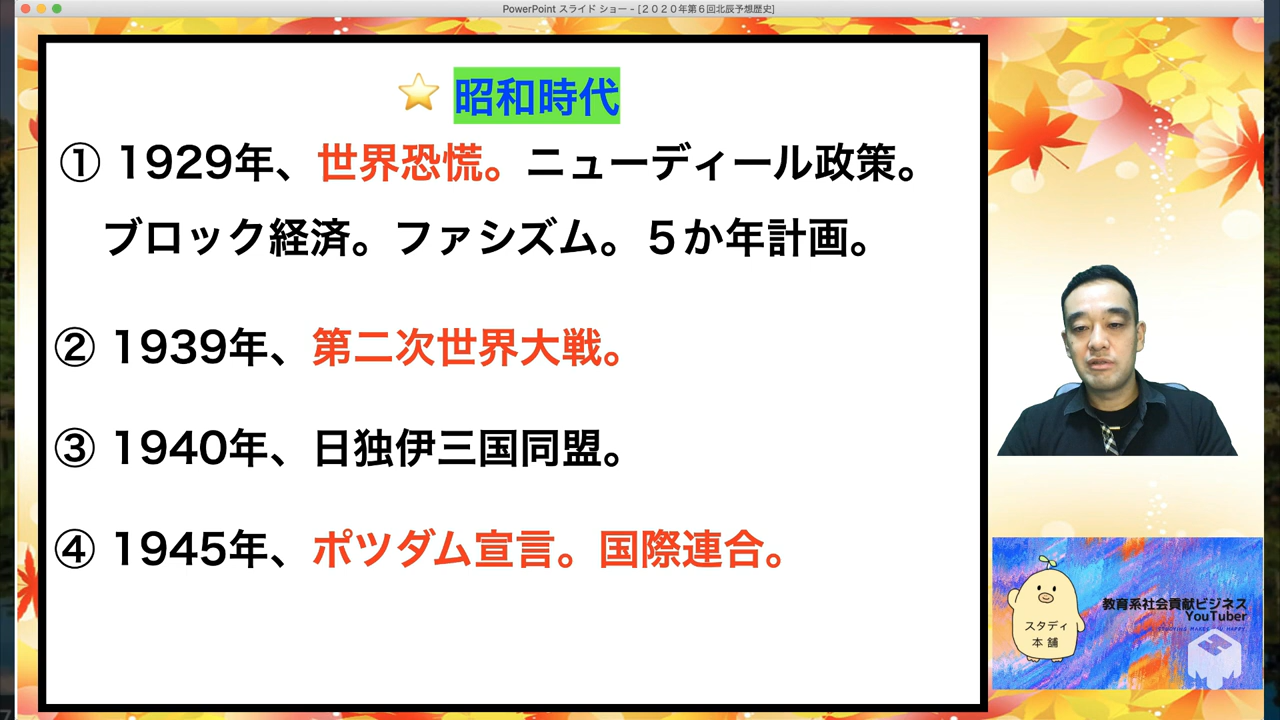 PowerPoint スライド ショー - [２０２０年第６回北辰予想歴史]
昭和時代
① 1929年、世界恐慌。ニューディール政策。
ブロック経済。ファシズム。５か年計画。
② 1939年、第二次世界大戦。
③ 1940年、日独伊三国同盟。
④ 1945年、ポツダム宣言。国際連合。
教育系社会貢献ビジネス
YouTuber
スタディ
本舗